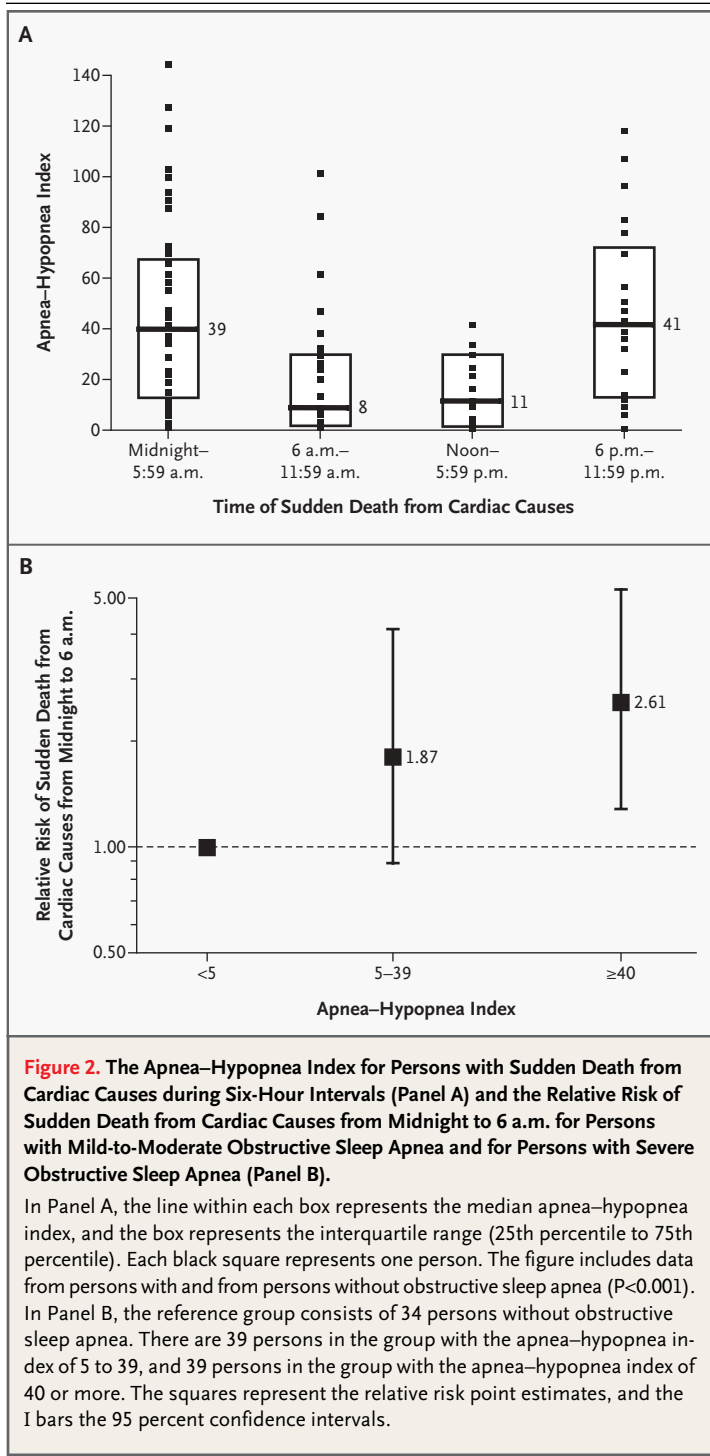 A
Apnea–Hypopnea Index
140
120
100
80
60
40
20
0
39
8
11
41
Midnight–
5:59 a.m.
6 a.m.–
11:59 a.m.
Noon–
5:59 p.m.
6 p.m.–
11:59 p.m.
Time of Sudden Death from Cardiac Causes
B
Relative Risk of Sudden Death from
Cardiac Causes from Midnight to 6 a.m.
5.00
1.00
0.50
1.87
2.61
<5
5–39
≥40
Apnea–Hypopnea Index
Figure 2. The Apnea–Hypopnea Index for Persons with Sudden Death from
Cardiac Causes during Six-Hour Intervals (Panel A) and the Relative Risk of
Sudden Death from Cardiac Causes from Midnight to 6 a.m. for Persons
with Mild-to-Moderate Obstructive Sleep Apnea and for Persons with Severe
Obstructive Sleep Apnea (Panel B).
In Panel A, the line within each box represents the median apnea–hypopnea
index, and the box represents the interquartile range (25th percentile to 75th
percentile). Each black square represents one person. The figure includes data
from persons with and from persons without obstructive sleep apnea (P<0.001).
In Panel B, the reference group consists of 34 persons without obstructive
sleep apnea. There are 39 persons in the group with the apnea–hypopnea in-
dex of 5 to 39, and 39 persons in the group with the apnea–hypopnea index of
40 or more. The squares represent the relative risk point estimates, and the
I bars the 95 percent confidence intervals.